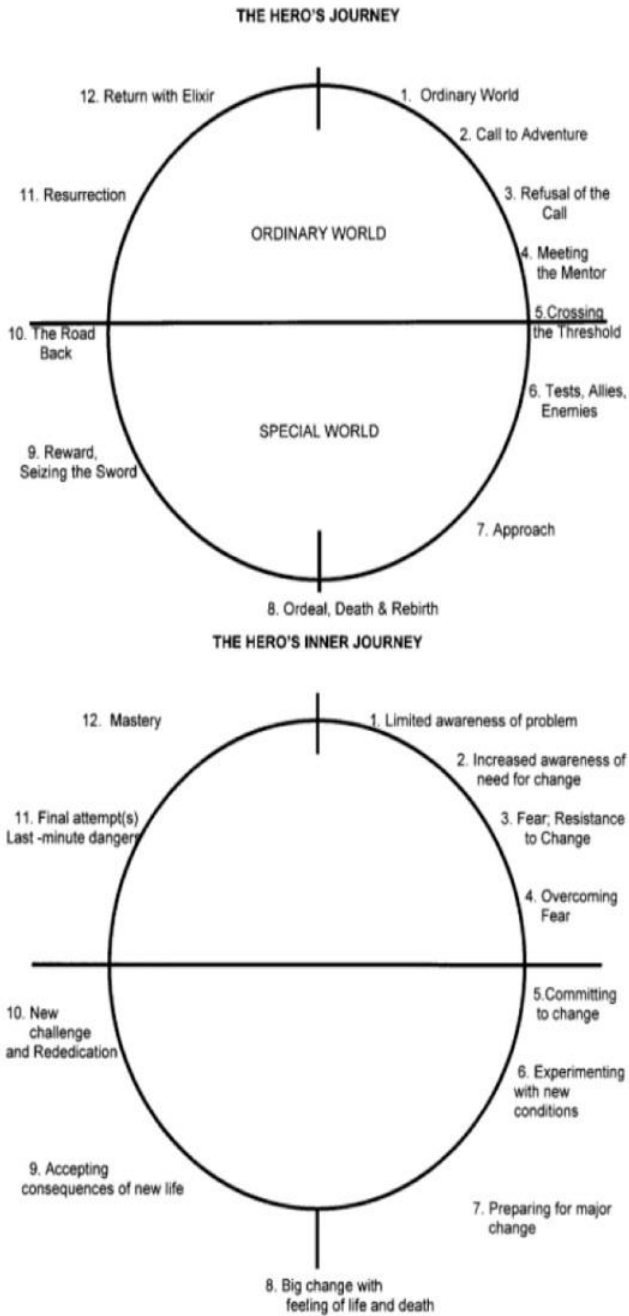 THE HERO'S JOURNEY
12. Return with Elixir
1. Ordinary World
2. Call to Adventure
11. Resurrection
3. Refusal of the
Call
ORDINARY WORLD
4. Meeting
the Mentor
10. The Road
Back
5.Crossing
the Threshold
6. Tests, Allies,
Enemies
SPECIAL WORLD
9. Reward,
Seizing the Sword
7. Approach
8. Ordeal, Death & Rebirth
THE HERO'S INNER JOURNEY
12. Mastery
1. Limited awareness of problem
2. Increased awareness of
need for change
11. Final attempt(s)
Last -minute dangers
3. Fear; Resistance
to Change
4. Overcoming
Fear
5.Committing
to change
10. New
challenge
and Rededication
6. Experimenting
with new
conditions
9. Accepting
consequences of new life
7. Preparing for major
change
8. Big change with
feeling of life and death